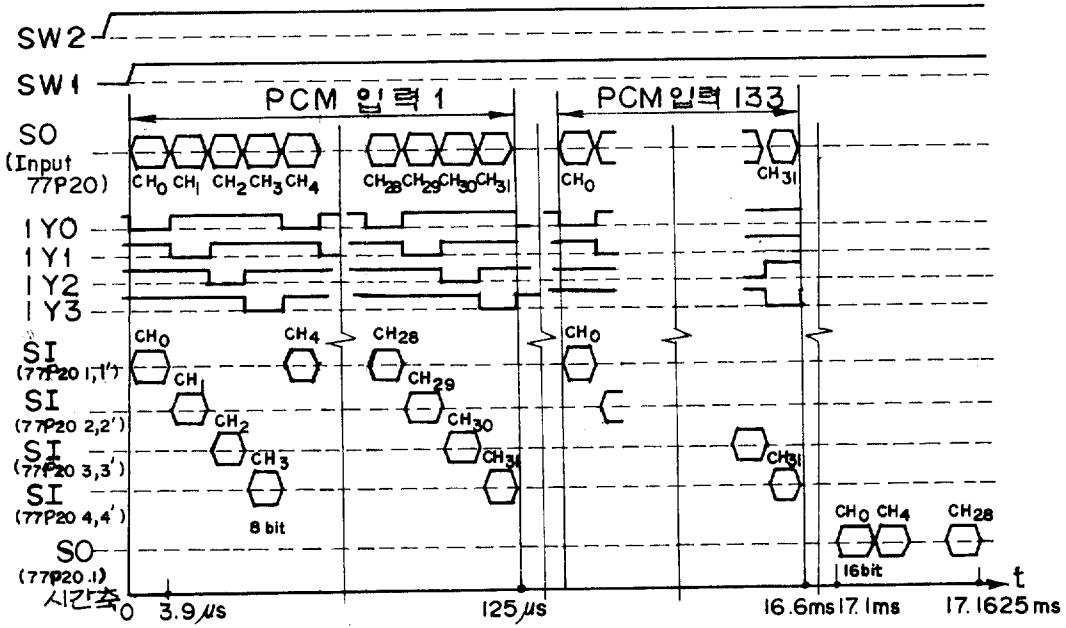 SW2
SW1
PCM 입력 1
PCM 입력 133
SO
(Input
77P20)
CH0 CH1 CH2 CH3 CH4 CH28 CH29 CH30 CH31 CH0 CH31
1Y0
1Y1
1Y2
1Y3
SI
(77P20 1,1')
CH0 CH4 CH28 CH0
SI
(77P20 2,2')
CH1 CH29
SI
(77P20 3,3')
CH2 CH30
SI
(77P20 4,4')
CH3 CH31 CH31
8 bit
SO
(77P20.1)
CH0 CH4 CH28
16bit
시간축
0 3.9μs 125μs 16.6ms 17.1ms 17.1625ms
t